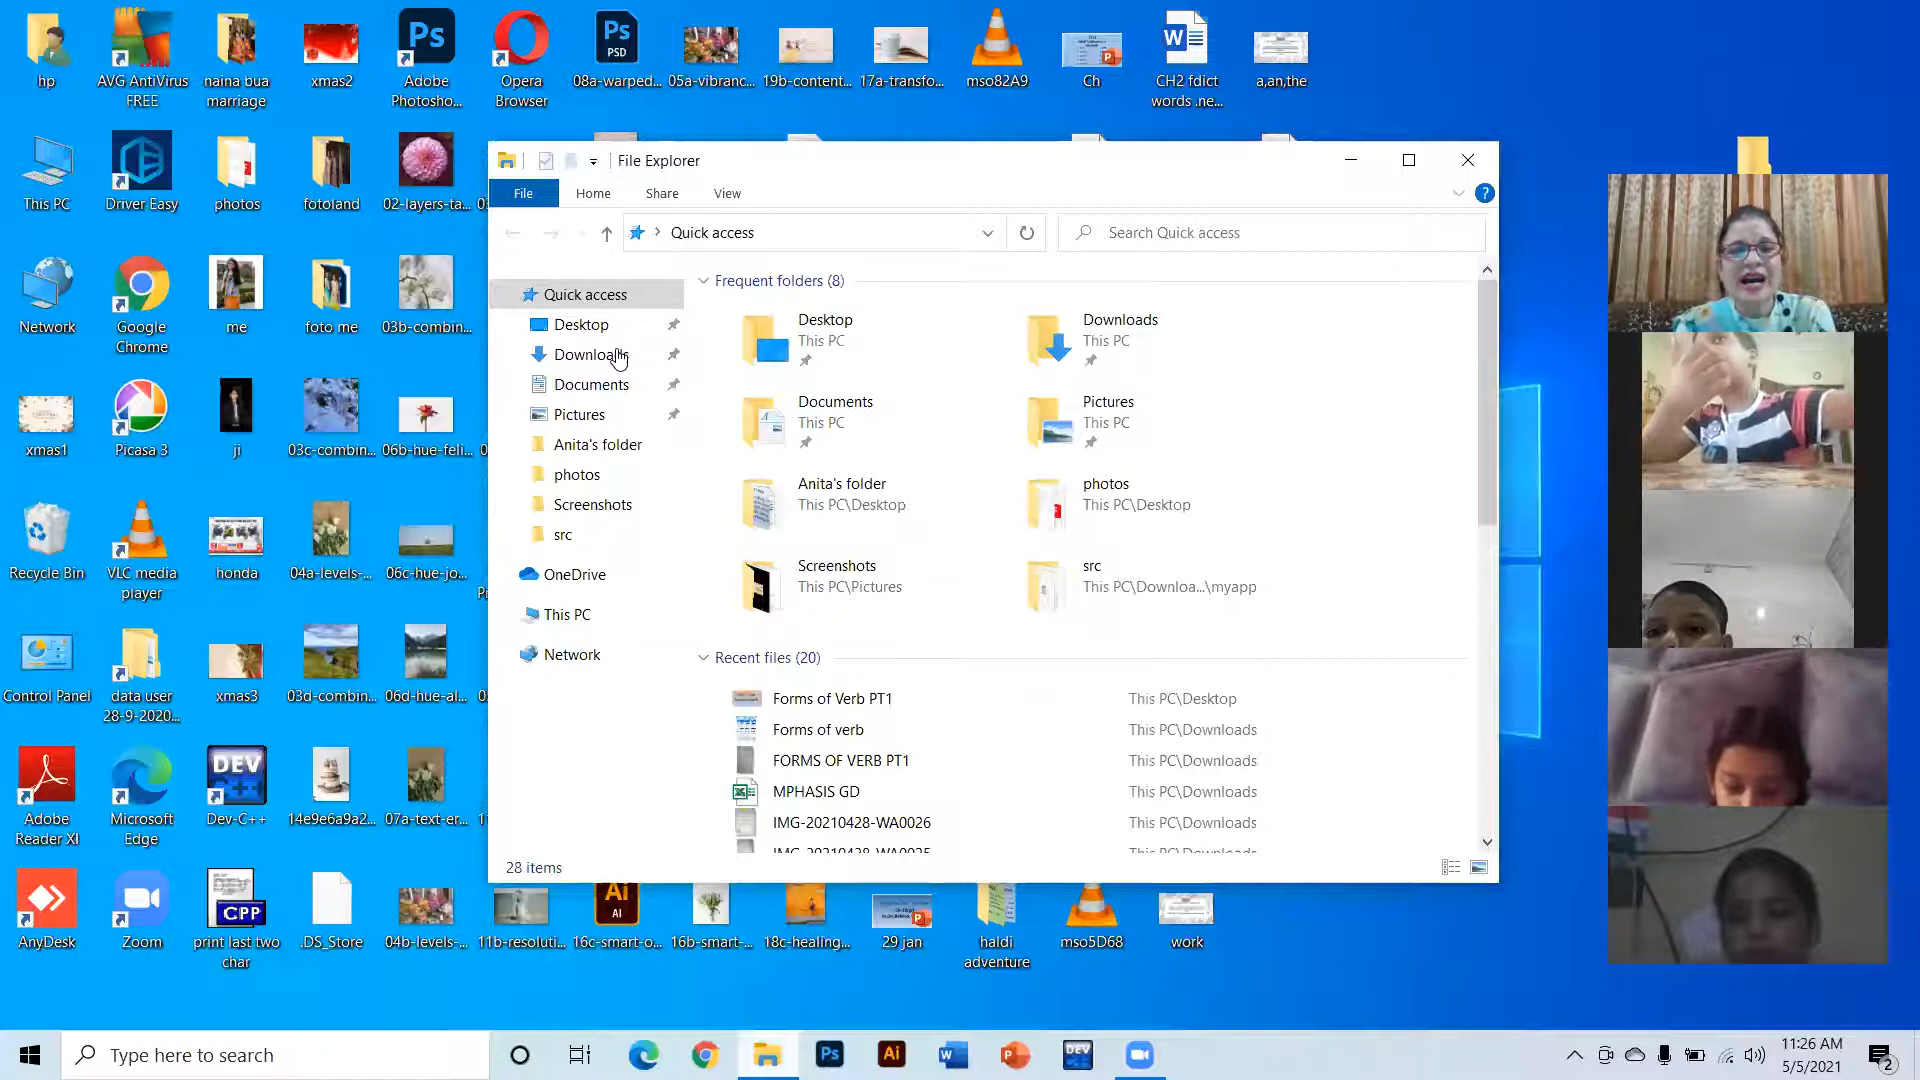 hp
AVG AntiVirus
FREE
naina bua
marriage
xmas2
Adobe
Photosho...
Opera
Browser
08a-warped...
05a-vibranc...
19b-content...
17a-transfo...
mso82A9
Ch
CH2 fdict
words .ne...
a,an,the
This PC
Driver Easy
photos
fotoland
02-layers-ta...
File Explorer
File
Home
Share
View
Quick access
Search Quick access
Network
Google
Chrome
me
foto me
03b-combin...
Quick access
Desktop
Downloads
Documents
Pictures
Anita's folder
photos
Screenshots
src
OneDrive
This PC
Network
Frequent folders (8)
Desktop
This PC
Downloads
This PC
Documents
This PC
Pictures
This PC
Anita's folder
This PC\Desktop
photos
This PC\Desktop
Screenshots
This PC\Pictures
src
This PC\Downloa...\myapp
Recent files (20)
Forms of Verb PT1
This PC\Desktop
Forms of verb
This PC\Downloads
FORMS OF VERB PT1
This PC\Downloads
MPHASIS GD
This PC\Downloads
IMG-20210428-WA0026
This PC\Downloads
IMG-20210428-WA0025
This PC\Downloads
28 items
xmas1
Picasa 3
ji
03c-combin...
06b-hue-feli...
Recycle Bin
VLC media
player
honda
04a-levels-...
06c-hue-jo...
Control Panel
data user
28-9-2020...
xmas3
03d-combin...
06d-hue-al...
Adobe
Reader XI
Microsoft
Edge
Dev-C++
14e9e6a9a2...
07a-text-er...
AnyDesk
Zoom
print last two
char
.DS_Store
04b-levels-...
11b-resoluti...
16c-smart-o...
16b-smart-...
18c-healing...
29 jan
haldi
adventure
mso5D68
work
Type here to search
11:26 AM
5/5/2021
2